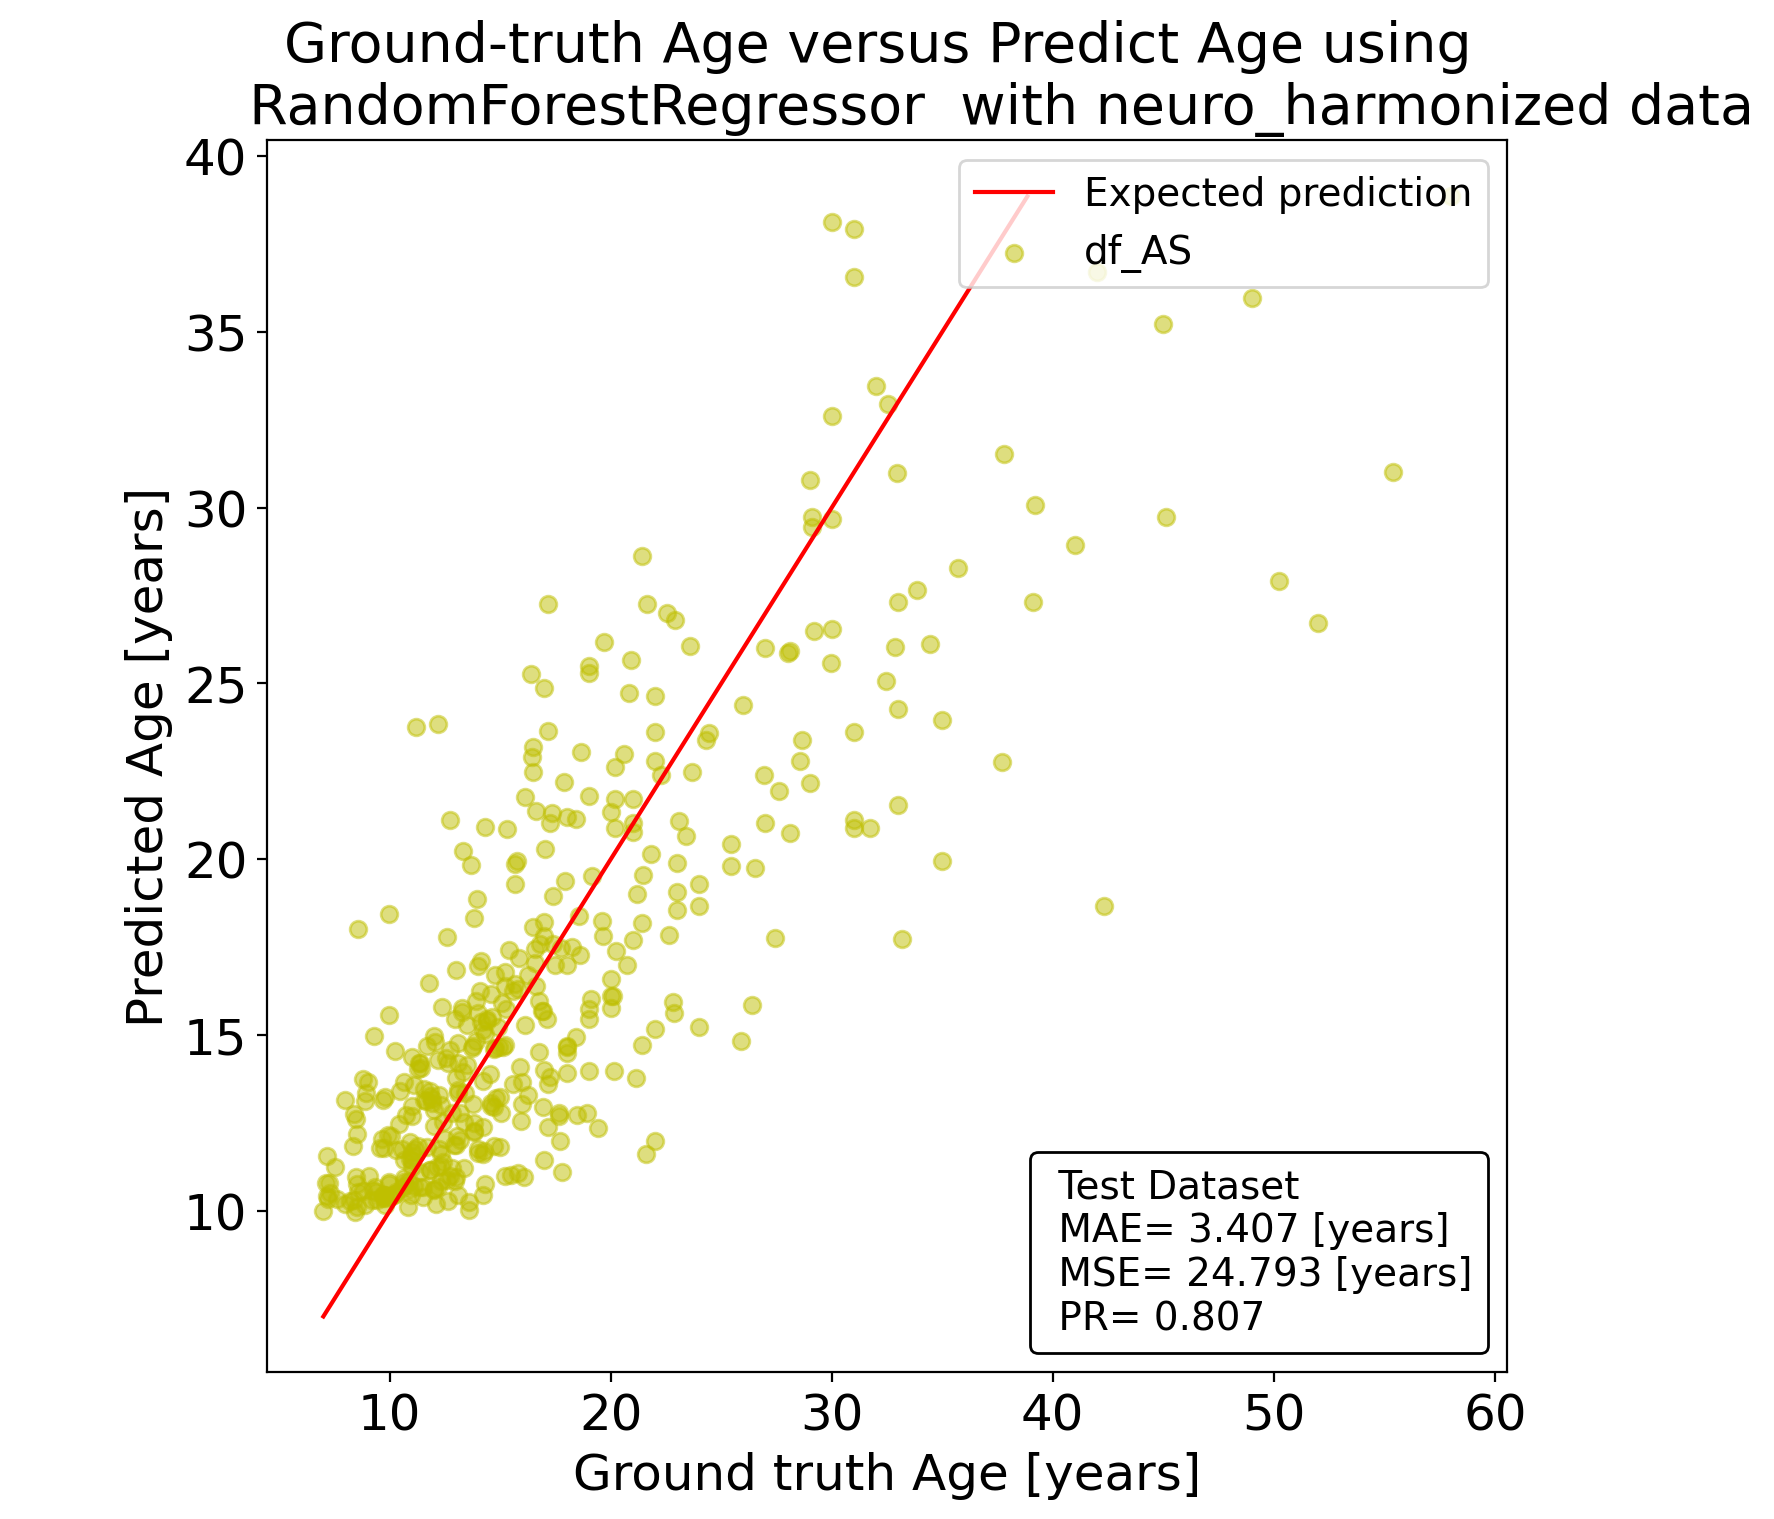 Ground-truth Age versus Predict Age using
RandomForestRegressor  with neuro_harmonized data
40
35
30
25
20
15
10
Predicted Age [years]
Expected prediction
df_AS
Test Dataset
MAE= 3.407 [years]
MSE= 24.793 [years]
PR= 0.807
10 20 30 40 50 60
Ground truth Age [years]